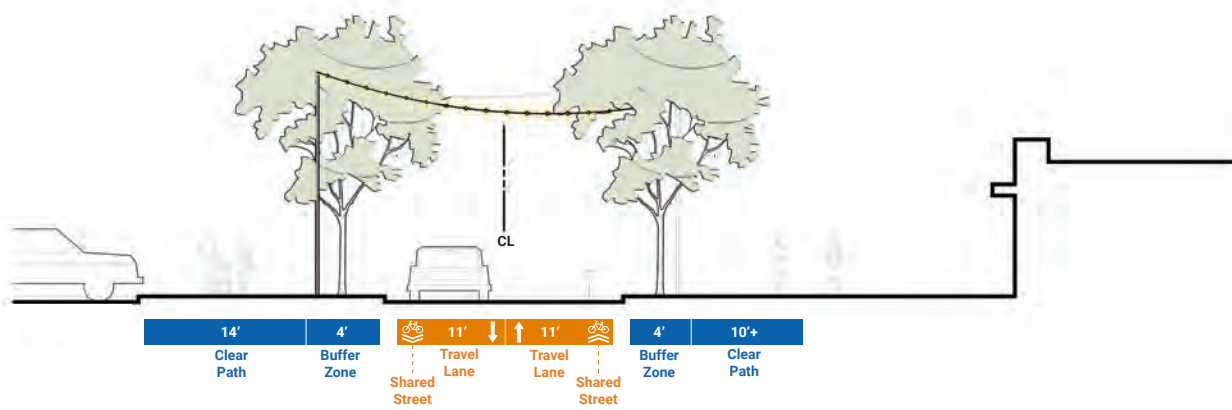 CL
14’
4’
11’
11’
4’
10’+
Clear
Path
Buffer
Zone
Travel
Lane
Travel
Lane
Buffer
Zone
Clear
Path
Shared
Street
Shared
Street